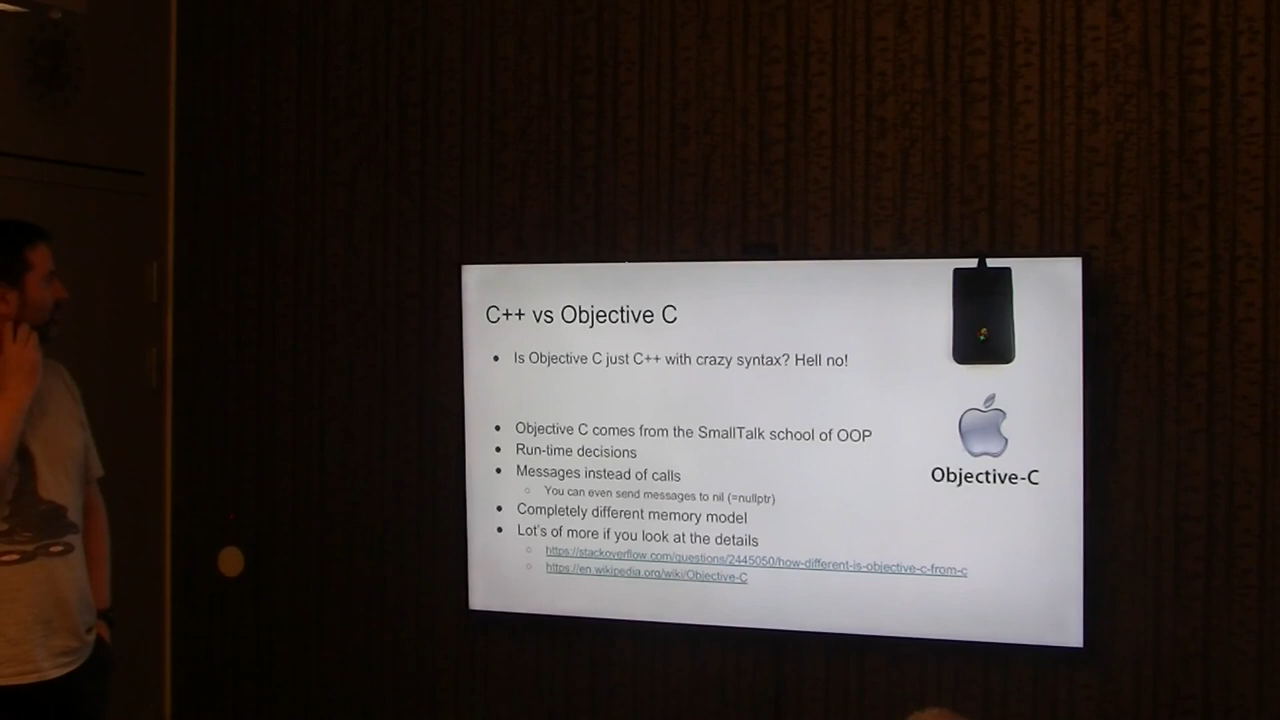 C++ vs Objective C
Is Objective C just C++ with crazy syntax? Hell no!
Objective C comes from the SmallTalk school of OOP
Run-time decisions
Messages instead of calls
You can even send messages to nil (=nullptr)
Completely different memory model
Lot's of more if you look at the details
https://stackoverflow.com/questions/2445050/how-different-is-objective-c-from-c
https://en.wikipedia.org/wiki/Objective-C
Objective-C